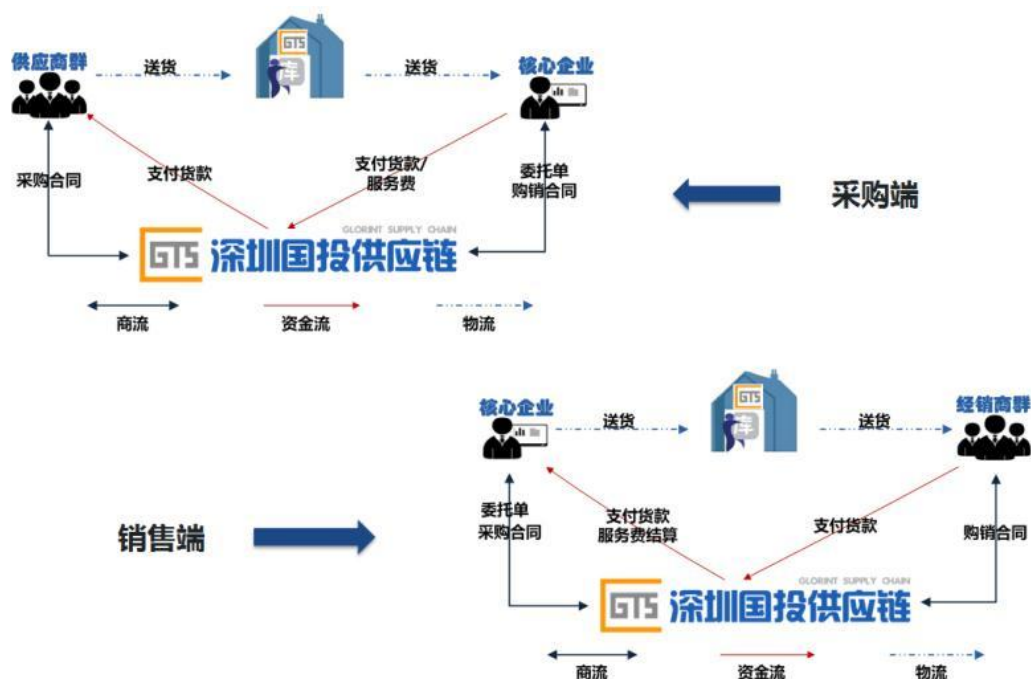 GTS
库
供应商群
送货
送货
核心企业
采购合同
支付货款
支付货款/
服务费
委托单
购销合同
采购端
GLORINT SUPPLY CHAIN
GTS 深圳国投供应链
商流
资金流
物流
GTS
库
核心企业
送货
送货
经销商群
销售端
委托单
采购合同
支付货款
服务费结算
支付货款
购销合同
GLORINT SUPPLY CHAIN
GTS 深圳国投供应链
商流
资金流
物流